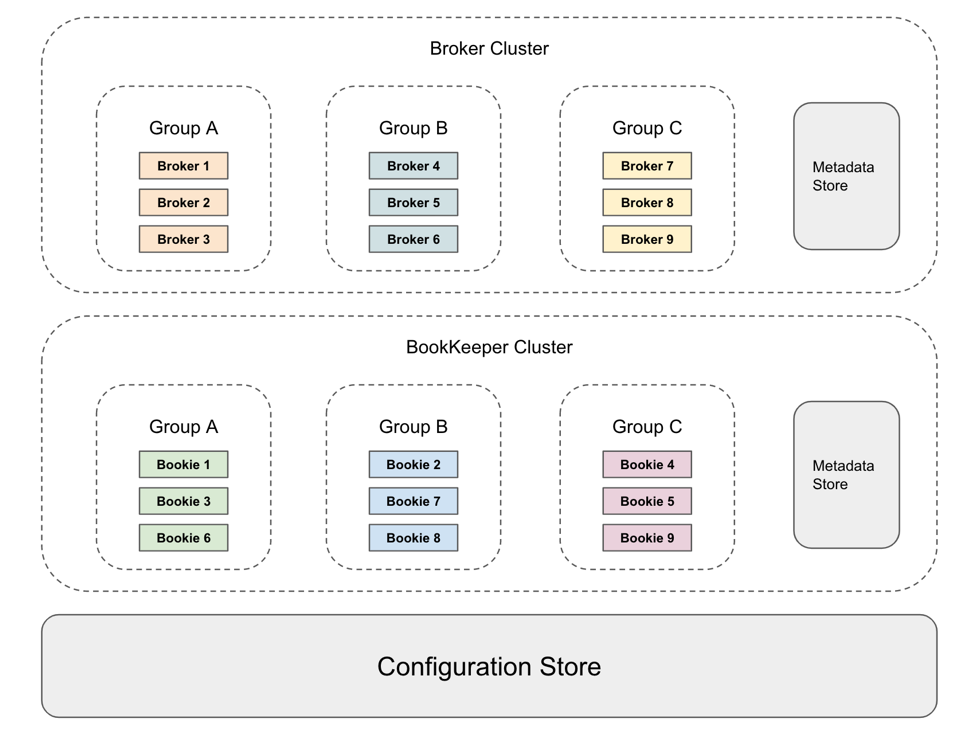 Broker Cluster
Group A
Broker 1
Broker 2
Broker 3
Group B
Broker 4
Broker 5
Broker 6
Group C
Broker 7
Broker 8
Broker 9
Metadata
Store
BookKeeper Cluster
Group A
Bookie 1
Bookie 3
Bookie 6
Group B
Bookie 2
Bookie 7
Bookie 8
Group C
Bookie 4
Bookie 5
Bookie 9
Metadata
Store
Configuration Store